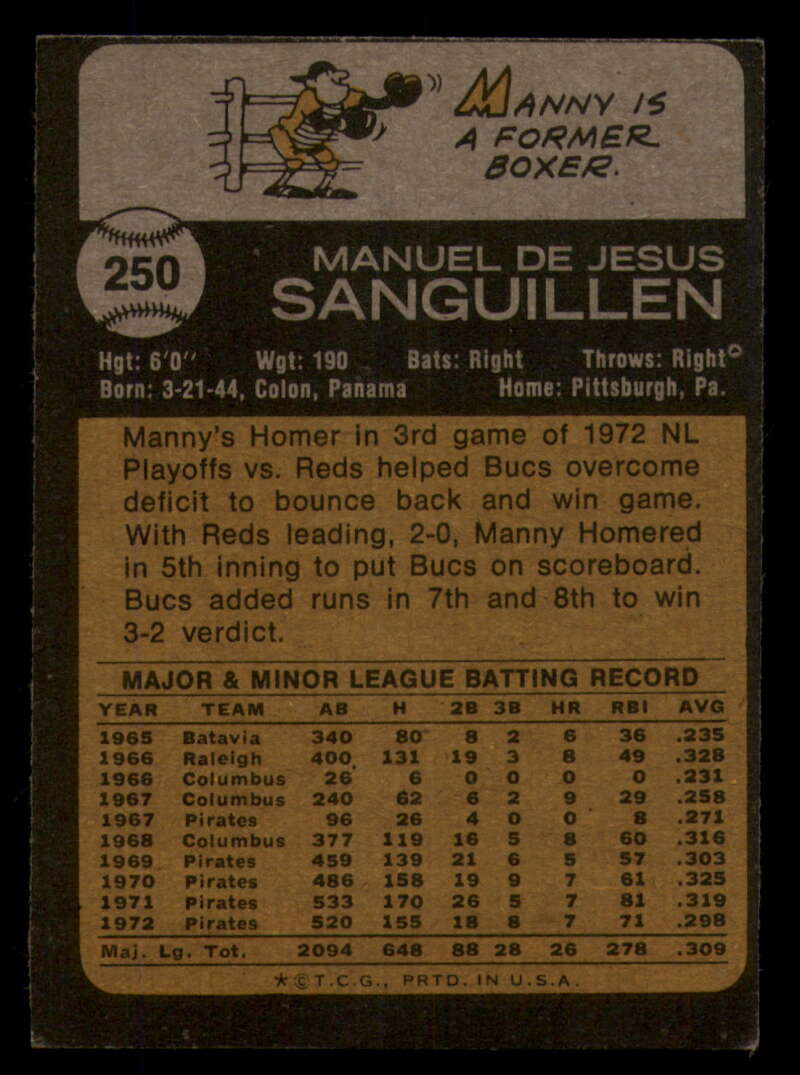 MANNY IS
A FORMER
BOXER.
250
MANUEL DE JESUS
SANGUILLEN
Hgt: 6'0" Wgt: 190 Bats: Right Throws: Right
Born: 3-21-44, Colon, Panama Home: Pittsburgh, Pa.
Manny's Homer in 3rd game of 1972 NL
Playoffs vs. Reds helped Bucs overcome
deficit to bounce back and win game.
With Reds leading, 2-0, Manny Homered
in 5th inning to put Bucs on scoreboard.
Bucs added runs in 7th and 8th to win
3-2 verdict.
MAJOR & MINOR LEAGUE BATTING RECORD
YEAR TEAM AB H 2B 3B HR RBI AVG
1965 Batavia 340 80 8 2 6 36 .235
1966 Raleigh 400 131 19 3 8 49 .328
1966 Columbus 26 6 0 0 0 0 .231
1967 Columbus 240 62 6 2 9 29 .258
1967 Pirates 96 26 4 0 0 8 .271
1968 Columbus 377 119 16 5 8 60 .316
1969 Pirates 459 139 21 6 5 57 .303
1970 Pirates 486 158 19 9 7 61 .325
1971 Pirates 533 170 26 5 7 81 .319
1972 Pirates 520 155 18 8 7 71 .298
Maj. Lg. Tot. 2094 648 88 28 26 278 .309
*©T.C.G., PRTD. IN U.S.A.